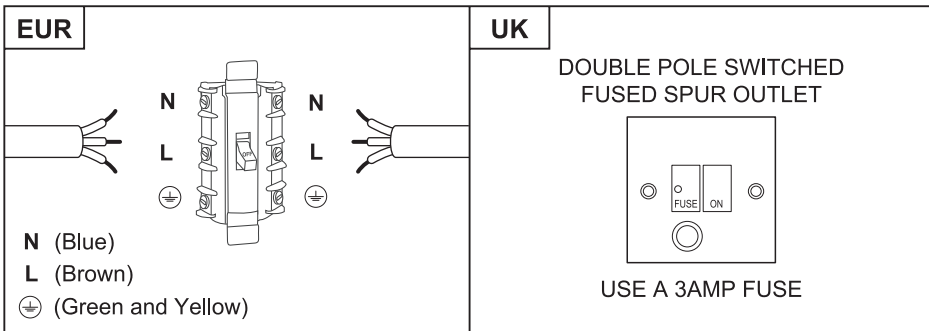 EUR
N
N
L
L
OFF
N (Blue)
L (Brown)
(Green and Yellow)
UK
DOUBLE POLE SWITCHED
FUSED SPUR OUTLET
FUSE
ON
USE A 3AMP FUSE